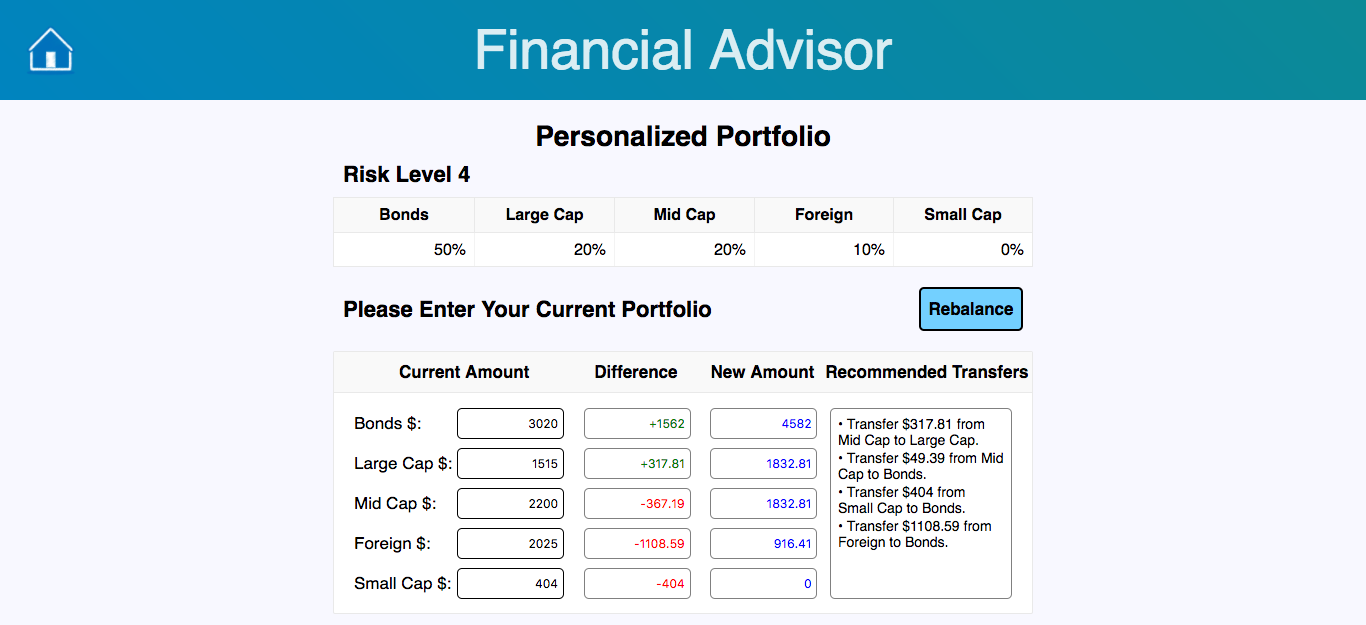 Financial Advisor
Personalized Portfolio
Risk Level 4
Bonds Large Cap Mid Cap Foreign Small Cap
50% 20% 20% 10% 0%
Please Enter Your Current Portfolio Rebalance
Current Amount Difference New Amount Recommended Transfers
Bonds $: 3020 +1562 4582
Large Cap $: 1515 +317.81 1832.81
Mid Cap $: 2200 -367.19 1832.81
Foreign $: 2025 -1108.59 916.41
Small Cap $: 404 -404 0
• Transfer $317.81 from
Mid Cap to Large Cap.
• Transfer $49.39 from Mid
Cap to Bonds.
• Transfer $404 from
Small Cap to Bonds.
• Transfer $1108.59 from
Foreign to Bonds.